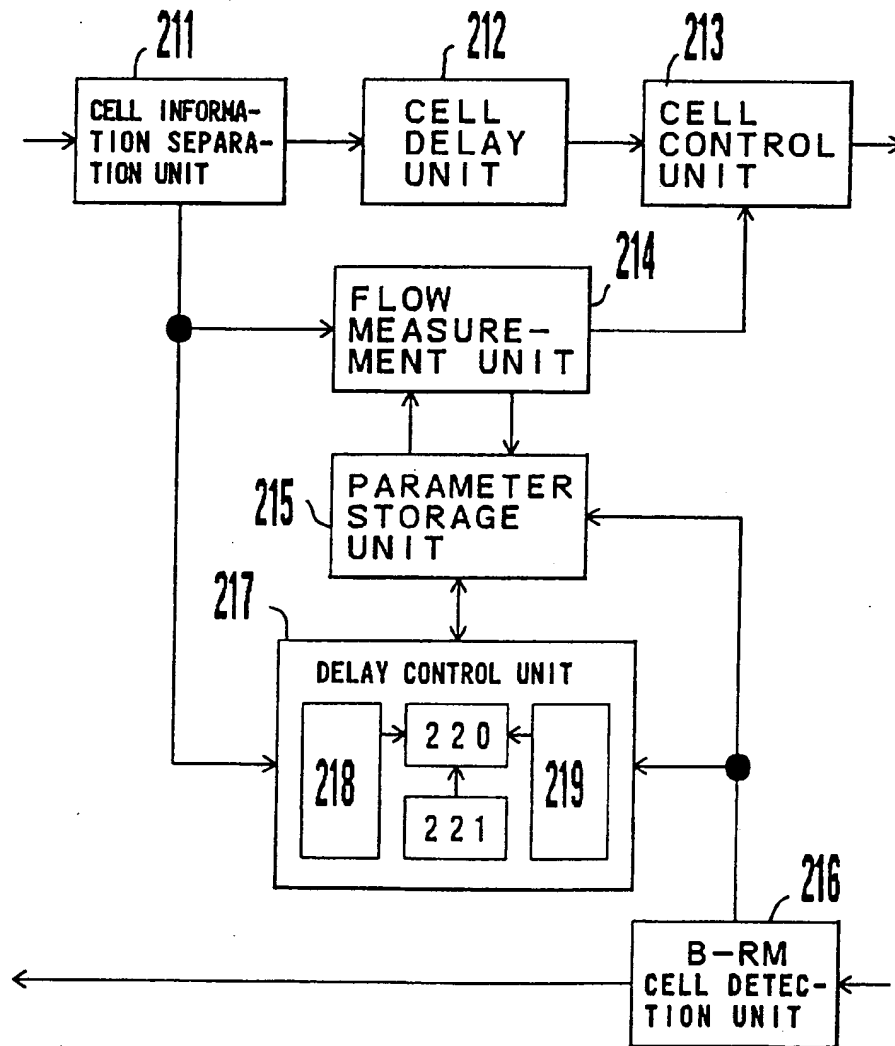 211
212
213
CELL INFORMA-
TION SEPARA-
TION UNIT
CELL
DELAY
UNIT
CELL
CONTROL
UNIT
214
FLOW
MEASURE-
MENT UNIT
215
PARAMETER
STORAGE
UNIT
217
DELAY CONTROL UNIT
218
220
221
219
216
B-RM
CELL DETEC-
TION UNIT